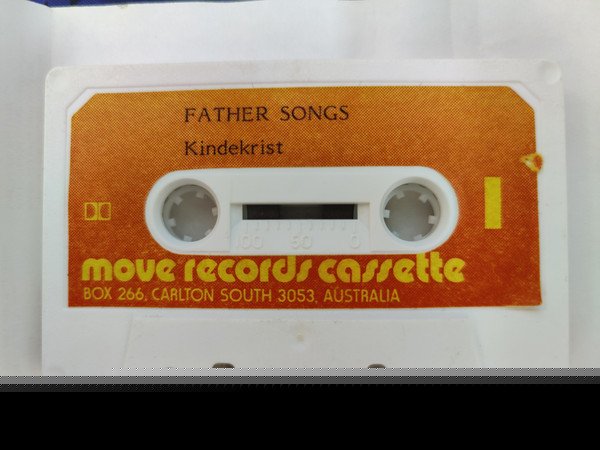 FATHER SONGS
Kindekrist
100 50 0
move records cassette
BOX 266, CARLTON SOUTH 3053, AUSTRALIA